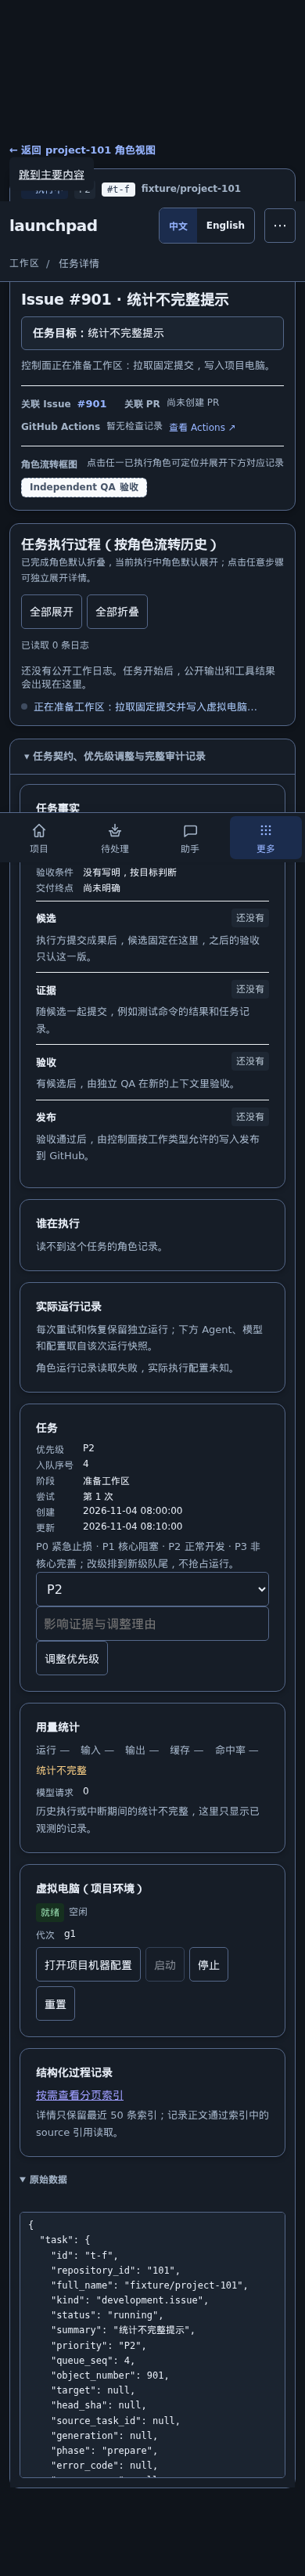 ← 返回 project-101 角色视图
跳到主要内容
#t-f fixture/project-101
launchpad 中文 English ⋯
工作区 / 任务详情
Issue #901 · 统计不完整提示
任务目标：统计不完整提示
控制面正在准备工作区：拉取固定提交，写入项目电脑。
关联 Issue #901 关联 PR 尚未创建 PR
GitHub Actions 暂无检查记录 查看 Actions ↗
角色流转框图 点击任一已执行角色可定位并展开下方对应记录
Independent QA 验收
任务执行过程（按角色流转历史）
已完成角色默认折叠，当前执行中角色默认展开；点击任意步骤
可独立展开详情。
全部展开 全部折叠
已读取 0 条日志
还没有公开工作日志。任务开始后，公开输出和工具结果
会出现在这里。
正在准备工作区：拉取固定提交并写入虚拟电脑…
▾ 任务契约、优先级调整与完整审计记录
任务事实
项目 待处理 助手 更多
验收条件 没有写明，按目标判断
交付终点 尚未明确
候选 还没有
执行方提交成果后，候选固定在这里，之后的验收
只认这一版。
证据 还没有
随候选一起提交，例如测试命令的结果和任务记
录。
验收 还没有
有候选后，由独立 QA 在新的上下文里验收。
发布 还没有
验收通过后，由控制面按工作类型允许的写入发布
到 GitHub。
谁在执行
读不到这个任务的角色记录。
实际运行记录
每次重试和恢复保留独立运行；下方 Agent、模型
和配置取自该次运行快照。
角色运行记录读取失败，实际执行配置未知。
任务
优先级 P2
入队序号 4
阶段 准备工作区
尝试 第 1 次
创建 2026-11-04 08:00:00
更新 2026-11-04 08:10:00
P0 紧急止损 · P1 核心阻塞 · P2 正常开发 · P3 非
核心完善；改级排到新级队尾，不抢占运行。
P2
影响证据与调整理由
调整优先级
用量统计
运行 — 输入 — 输出 — 缓存 — 命中率 —
统计不完整
模型请求 0
历史执行或中断期间的统计不完整，这里只显示已
观测的记录。
虚拟电脑（项目环境）
就绪 空闲
代次 g1
打开项目机器配置 启动 停止
重置
结构化过程记录
按需查看分页索引
详情只保留最近 50 条索引；记录正文通过索引中的
source 引用读取。
▾ 原始数据
{
"task": {
"id": "t-f",
"repository_id": "101",
"full_name": "fixture/project-101",
"kind": "development.issue",
"status": "running",
"summary": "统计不完整提示",
"priority": "P2",
"queue_seq": 4,
"object_number": 901,
"target": null,
"head_sha": null,
"source_task_id": null,
"generation": null,
"phase": "prepare",
"error_code": null,